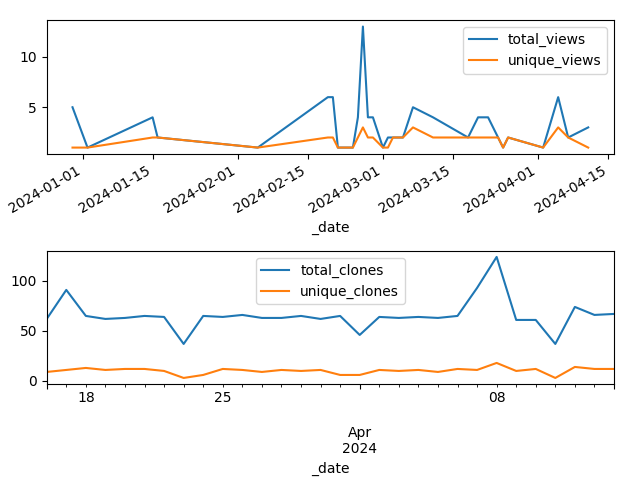 total_views
unique_views
10
5
2024-01-01
2024-01-15
2024-02-01
2024-02-15
2024-03-01
2024-03-15
2024-04-01
2024-04-15
_date
total_clones
unique_clones
100
50
0
18
25
08
Apr
2024
_date